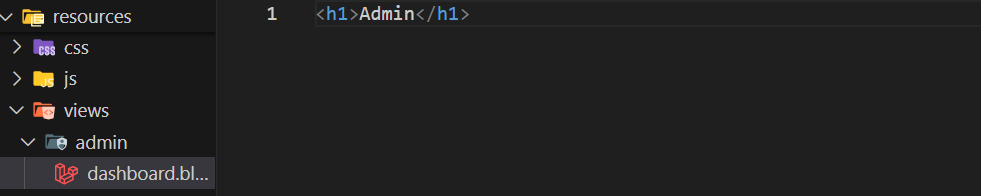 resources
css
js
views
admin
dashboard.bl...
1 <h1>Admin</h1>